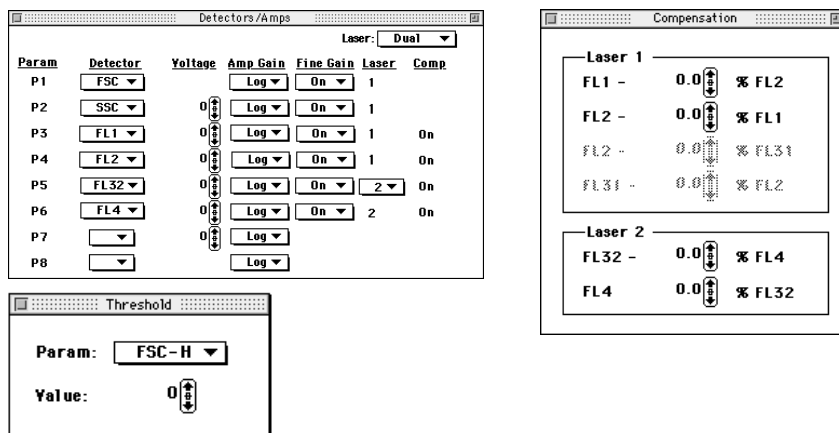 Detectors/Amps
Laser: Dual
Param Detector Voltage Amp Gain Fine Gain Laser Comp
P1 FSC Log On 1
P2 SSC 0 Log On 1
P3 FL1 0 Log On 1 On
P4 FL2 0 Log On 1 On
P5 FL32 0 Log On 2 On
P6 FL4 0 Log On 2 On
P7 0 Log
P8 Log
Threshold
Param: FSC-H
Value: 0
Compensation
Laser 1
FL1 - 0.0 % FL2
FL2 - 0.0 % FL1
FL2 - 0.0 % FL31
FL31 - 0.0 % FL2
Laser 2
FL32 - 0.0 % FL4
FL4 0.0 % FL32